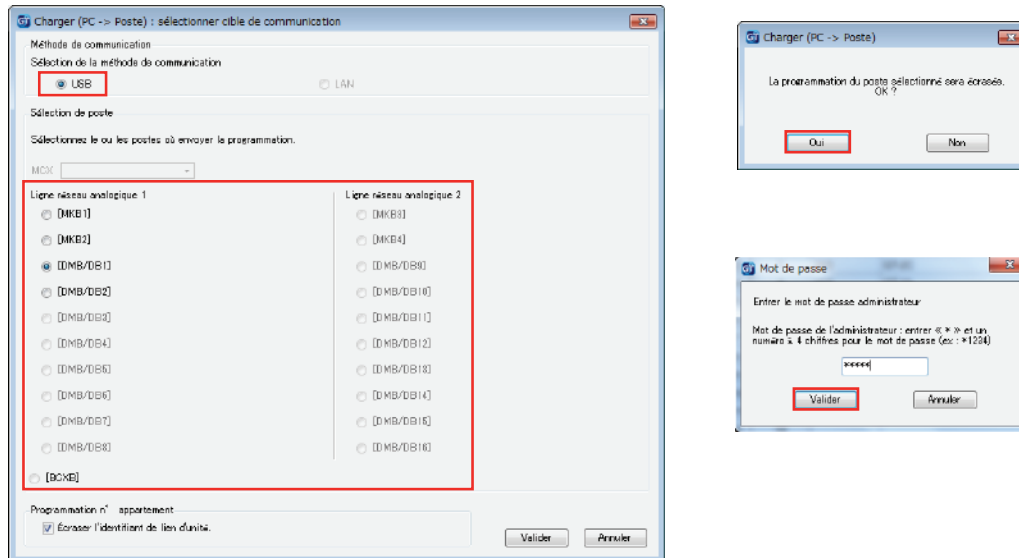 Charger (PC -> Poste) : sélectionner cible de communication
Méthode de communication
Sélection de la méthode de communication
USB
LAN
Sélection de poste
Sélectionnez le ou les postes où envoyer la programmation.
MCX
Ligne réseau analogique 1
[MKB1]
[MKB2]
[DMB/DB1]
[DMB/DB2]
[DMB/DB3]
[DMB/DB4]
[DMB/DB5]
[DMB/DB6]
[DMB/DB7]
[DMB/DB8]
Ligne réseau analogique 2
[MKB3]
[MKB4]
[DMB/DB9]
[DMB/DB10]
[DMB/DB11]
[DMB/DB12]
[DMB/DB13]
[DMB/DB14]
[DMB/DB15]
[DMB/DB16]
[BCXB]
Programmation n° appartement
Écraser l'identifiant de lien d'unité.
Valider
Annuler
Charger (PC -> Poste)
La programmation du poste sélectionné sera écrasée.
OK ?
Oui
Non
Mot de passe
Entrer le mot de passe administrateur
Mot de passe de l'administrateur : entrer « * » et un
numéro à 4 chiffres pour le mot de passe (ex : *1234)
*****
Valider
Annuler